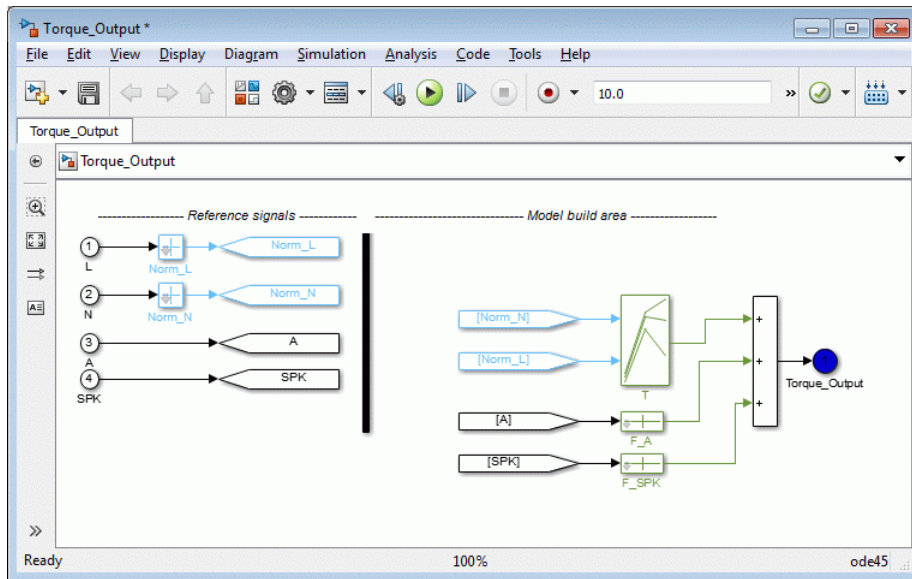 Torque_Output *
File Edit View Display Diagram Simulation Analysis Code Tools Help
10.0 »
Torque_Output
Torque_Output
------------------ Reference signals ------------
------------------------------- Model build area ------------------
1
L
Norm_L
Norm_L
2
N
Norm_N
Norm_N
3
A
A
4
SPK
SPK
[Norm_N]
[Norm_L]
T
[A]
F_A
[SPK]
F_SPK
+
+
+
Torque_Output
»
Ready 100% ode45